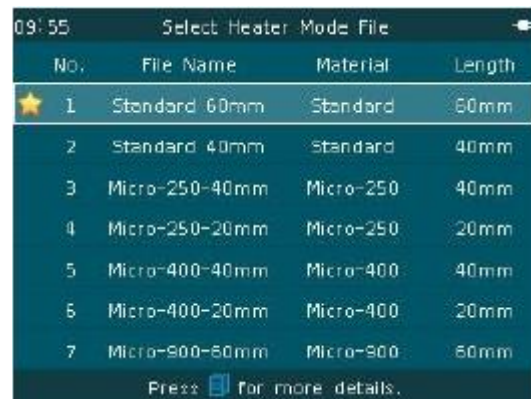 09:55 Select Heater Mode File
No. File Name Material Length
1 Standard 60mm Standard 60mm
2 Standard 40mm Standard 40mm
3 Micro-250-40mm Micro-250 40mm
4 Micro-250-20mm Micro-250 20mm
5 Micro-400-40mm Micro-400 40mm
6 Micro-400-20mm Micro-400 20mm
7 Micro-900-60mm Micro-900 60mm
Press for more details.